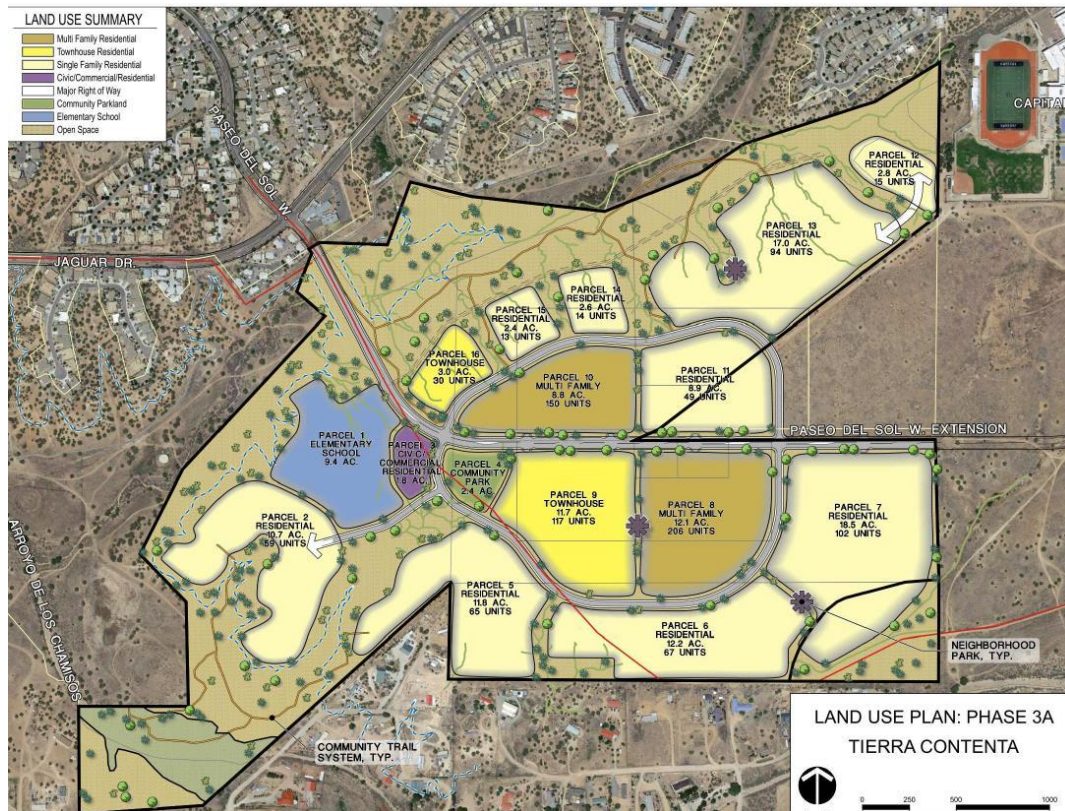 LAND USE SUMMARY
Multi Family Residential
Townhouse Residential
Single Family Residential
Civic/Commercial/Residential
Major Right of Way
Community Parkland
Elementary School
Open Space
PASEO DEL SOL W.
JAGUAR DR.
CAPITAL
PARCEL 12
RESIDENTIAL
2.8 AC.
15 UNITS
PARCEL 13
RESIDENTIAL
17.0 AC.
94 UNITS
PARCEL 14
RESIDENTIAL
2.6 AC.
14 UNITS
PARCEL 15
RESIDENTIAL
2.4 AC.
13 UNITS
PARCEL 16
TOWNHOUSE
3.0 AC.
30 UNITS
PARCEL 10
MULTI FAMILY
8.8 AC.
150 UNITS
PARCEL 11
RESIDENTIAL
8.9 AC.
49 UNITS
PASEO DEL SOL W EXTENSION
PARCEL 1
ELEMENTARY
SCHOOL
9.4 AC.
PARCEL 3
CIVIC/
COMMERCIAL
RESIDENTIAL
1.8 AC.
PARCEL 4
COMMUNITY
PARK
2.4 AC.
PARCEL 9
TOWNHOUSE
11.7 AC.
117 UNITS
PARCEL 8
MULTI FAMILY
12.1 AC.
206 UNITS
PARCEL 7
RESIDENTIAL
18.5 AC.
102 UNITS
PARCEL 2
RESIDENTIAL
10.7 AC.
59 UNITS
PARCEL 5
RESIDENTIAL
11.8 AC.
65 UNITS
PARCEL 6
RESIDENTIAL
12.2 AC.
67 UNITS
ARROYO DE LOS CHAMISOS
NEIGHBORHOOD
PARK, TYP.
COMMUNITY TRAIL
SYSTEM, TYP.
LAND USE PLAN: PHASE 3A
TIERRA CONTENTA
0 250 500 1000